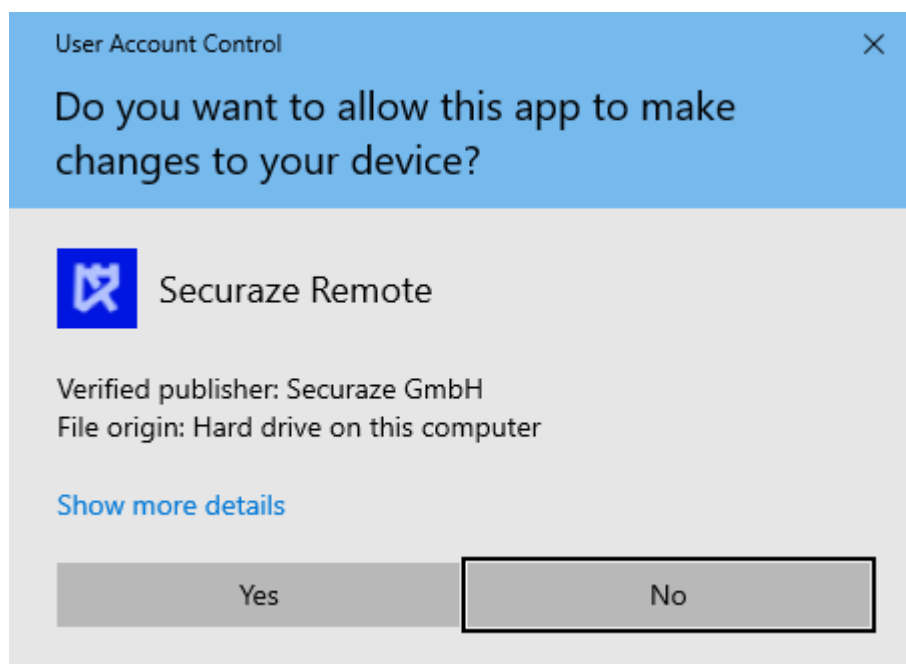 User Account Control
Do you want to allow this app to make
changes to your device?
Securaze Remote
Verified publisher: Securaze GmbH
File origin: Hard drive on this computer
Show more details
Yes
No